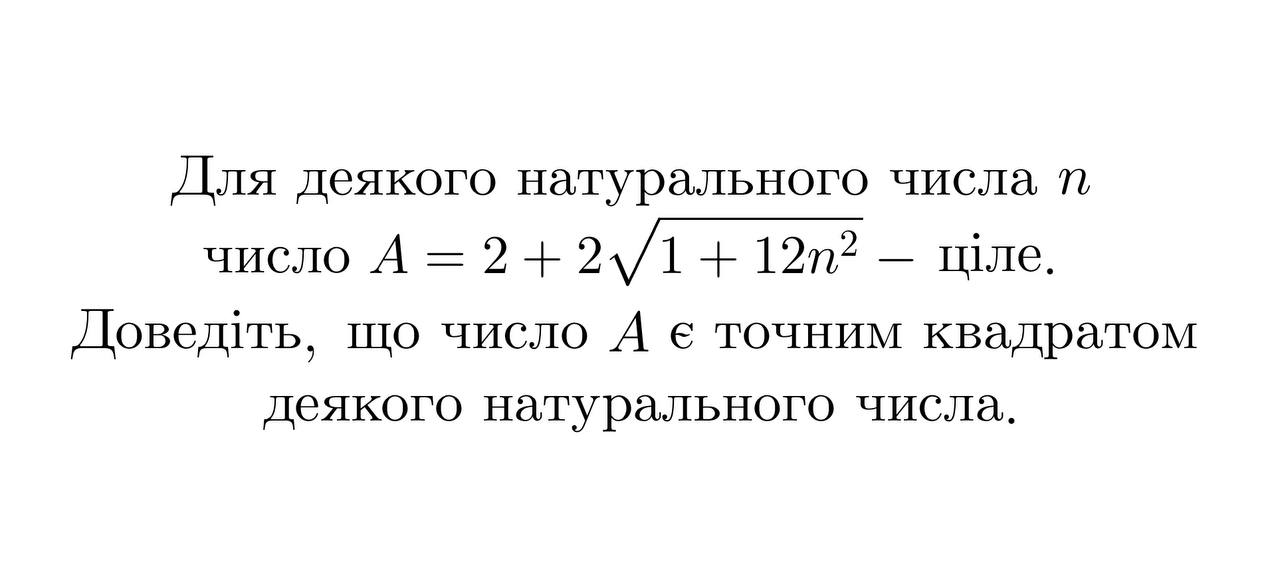 Для деякого натурального числа n
число A = 2 + 2√(1 + 12n²) − ціле.
Доведіть, що число A є точним квадратом
деякого натурального числа.